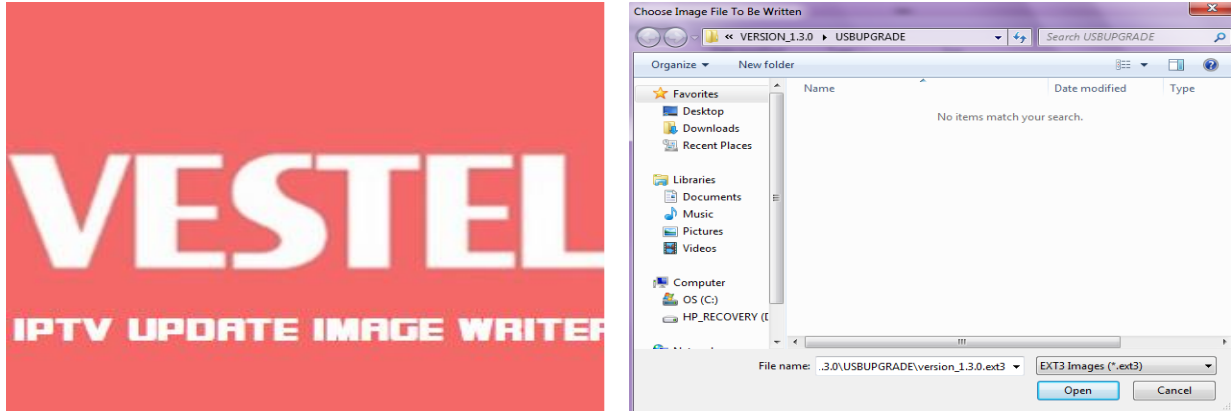 VESTEL
IPTV UPDATE IMAGE WRITER
Choose Image File To Be Written
« VERSION_1.3.0 ▸ USBUPGRADE
Search USBUPGRADE
Organize
New folder
Name
Date modified
Type
No items match your search.
Favorites
Desktop
Downloads
Recent Places
Libraries
Documents
Music
Pictures
Videos
Computer
OS (C:)
HP_RECOVERY (
File name:
..3.0\USBUPGRADE\version_1.3.0.ext3
EXT3 Images (*.ext3)
Open
Cancel